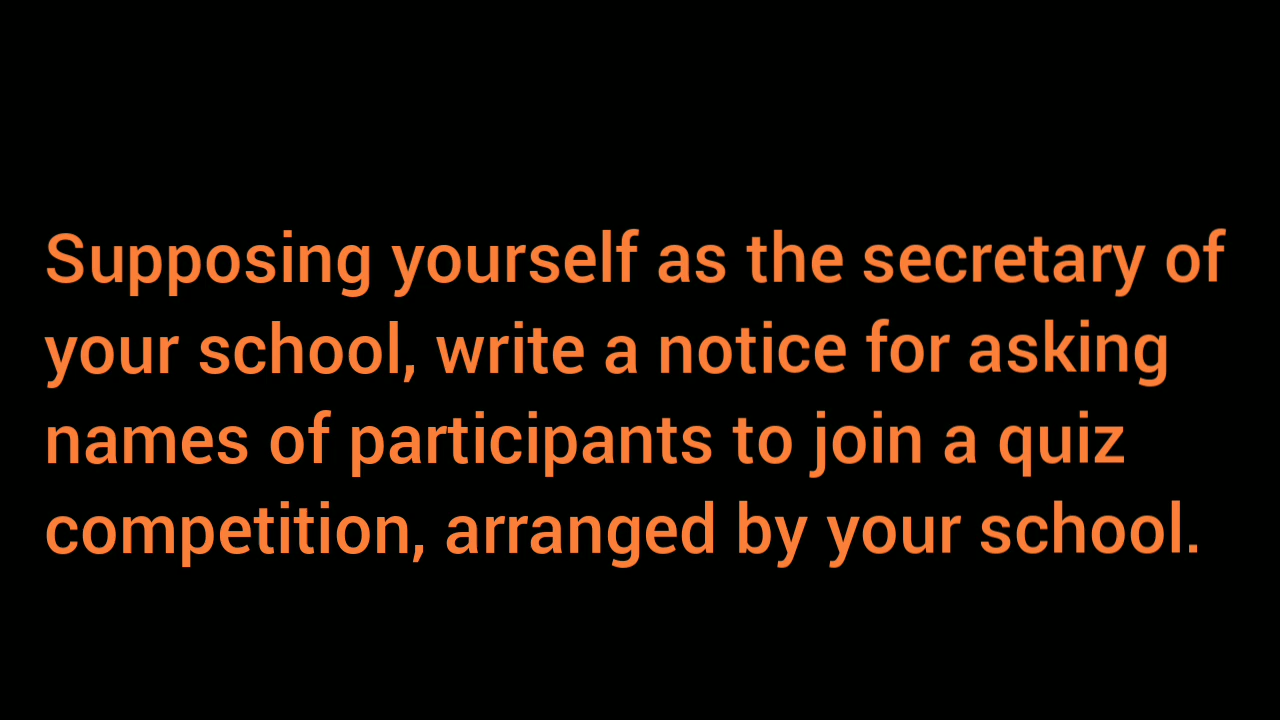 Supposing yourself as the secretary of
your school, write a notice for asking
names of participants to join a quiz
competition, arranged by your school.